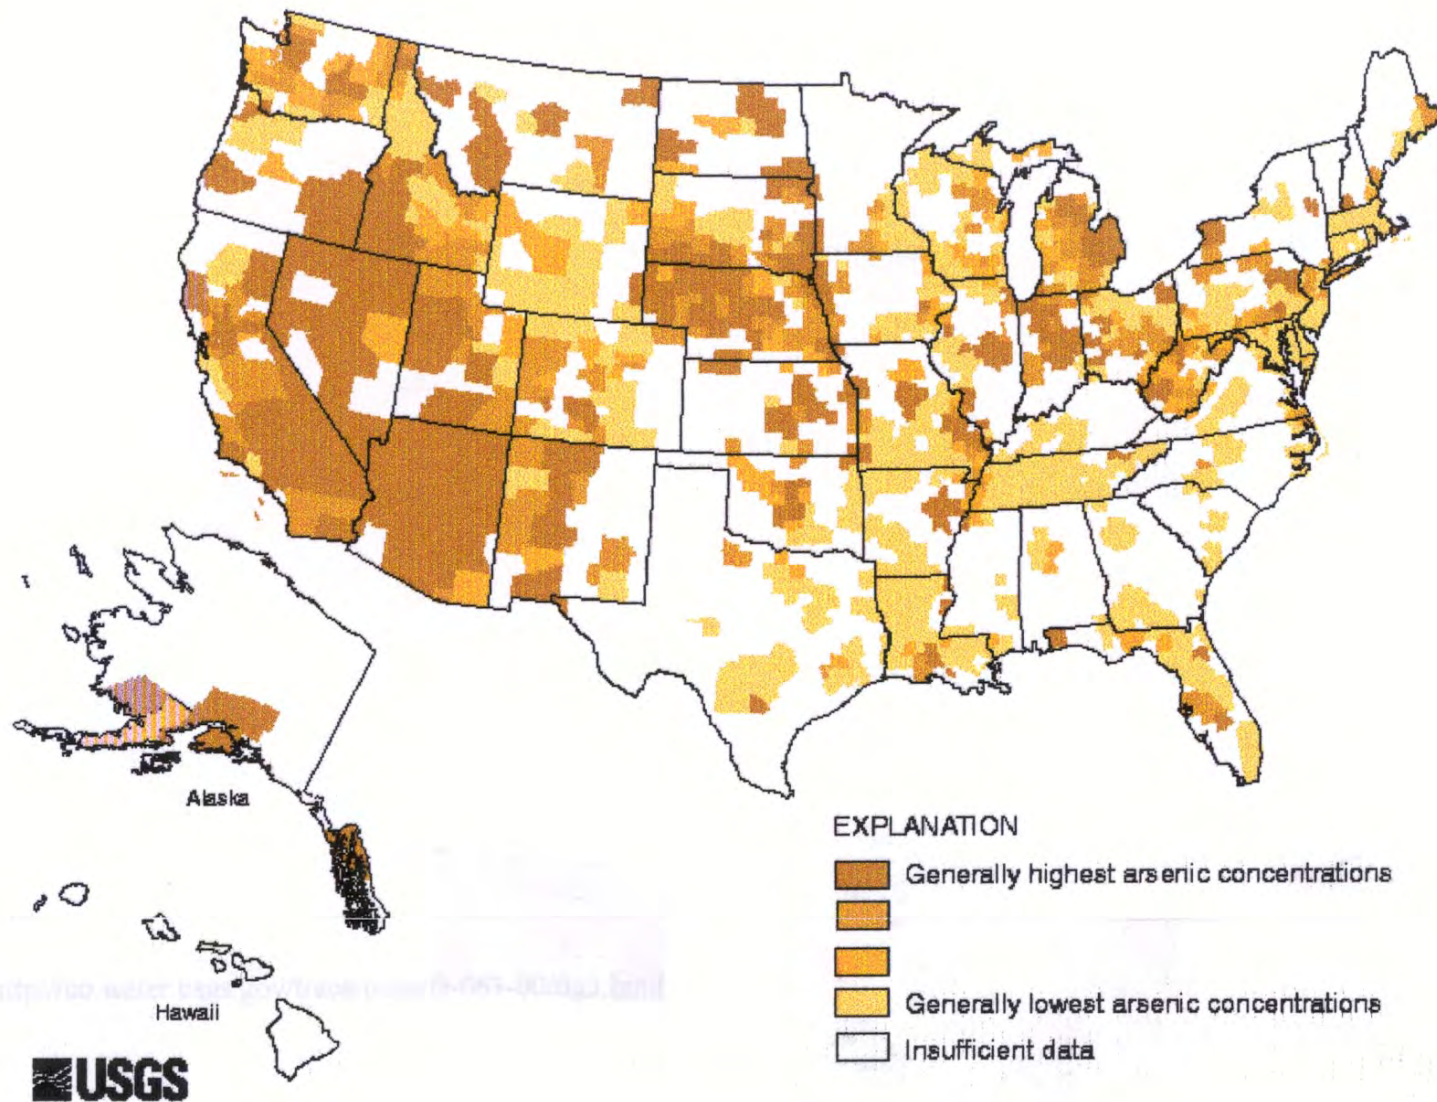 Alaska
Hawaii
USGS
EXPLANATION
Generally highest arsenic concentrations
Generally lowest arsenic concentrations
Insufficient data